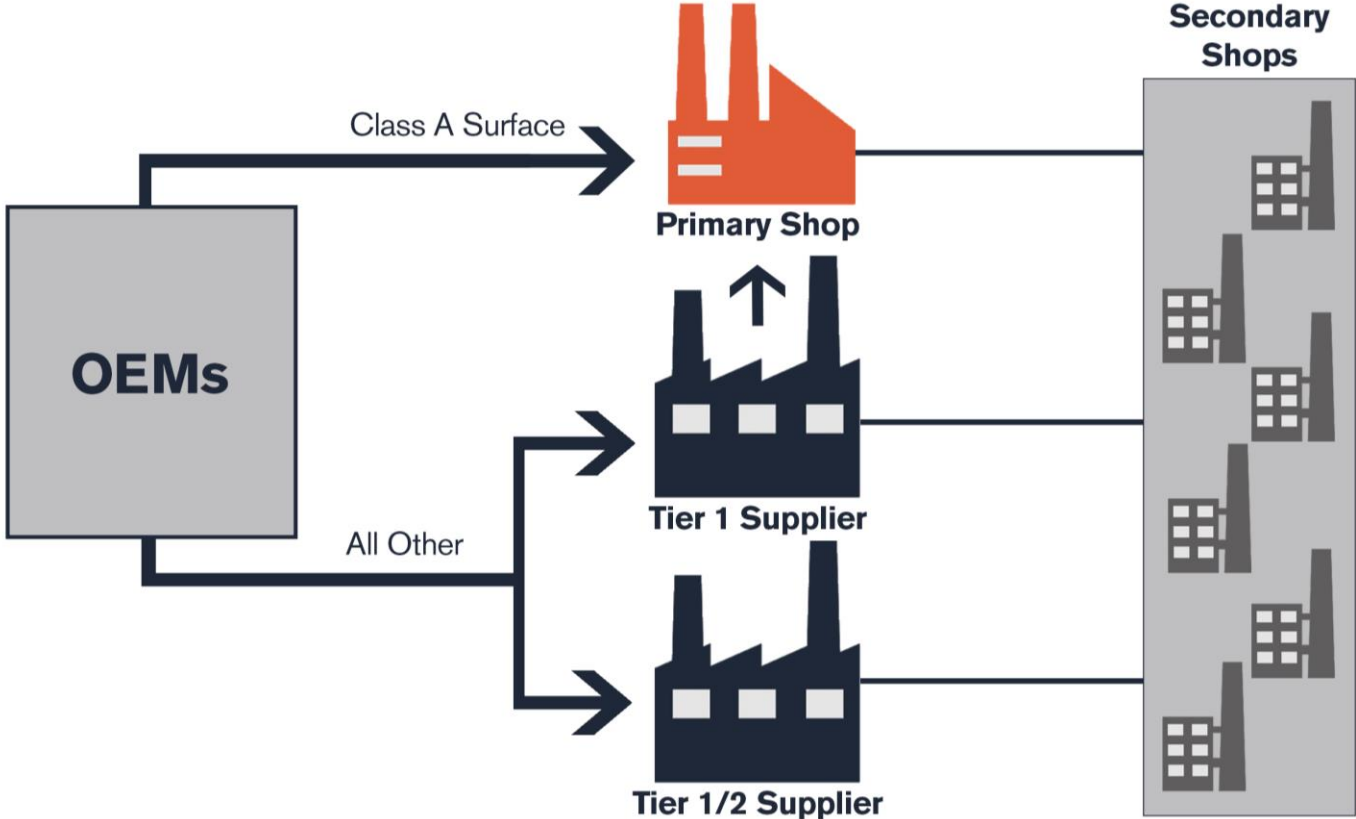 Secondary
Shops
Class A Surface
Primary Shop
OEMs
Tier 1 Supplier
All Other
Tier 1/2 Supplier